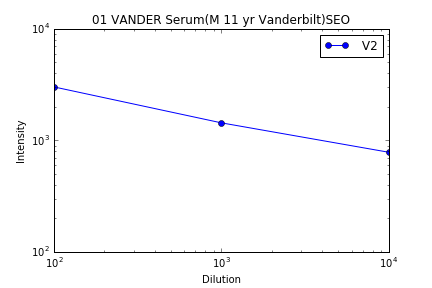 01 VANDER Serum(M 11 yr Vanderbilt)SEO
V2
Intensity
10^4
10^3
10^2
10^2 10^3 10^4
Dilution